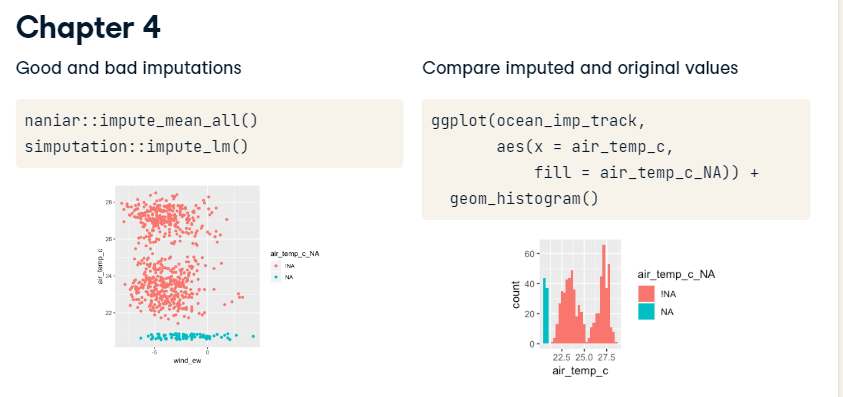 Chapter 4
Good and bad imputations
naniar::impute_mean_all()
simputation::impute_lm()
28
26
24
22
air_temp_c
-5
0
wind_ew
air_temp_c_NA
!NA
NA
Compare imputed and original values
ggplot(ocean_imp_track,
aes(x = air_temp_c,
fill = air_temp_c_NA)) +
geom_histogram()
60
40
20
0
count
22.5 25.0 27.5
air_temp_c
air_temp_c_NA
!NA
NA